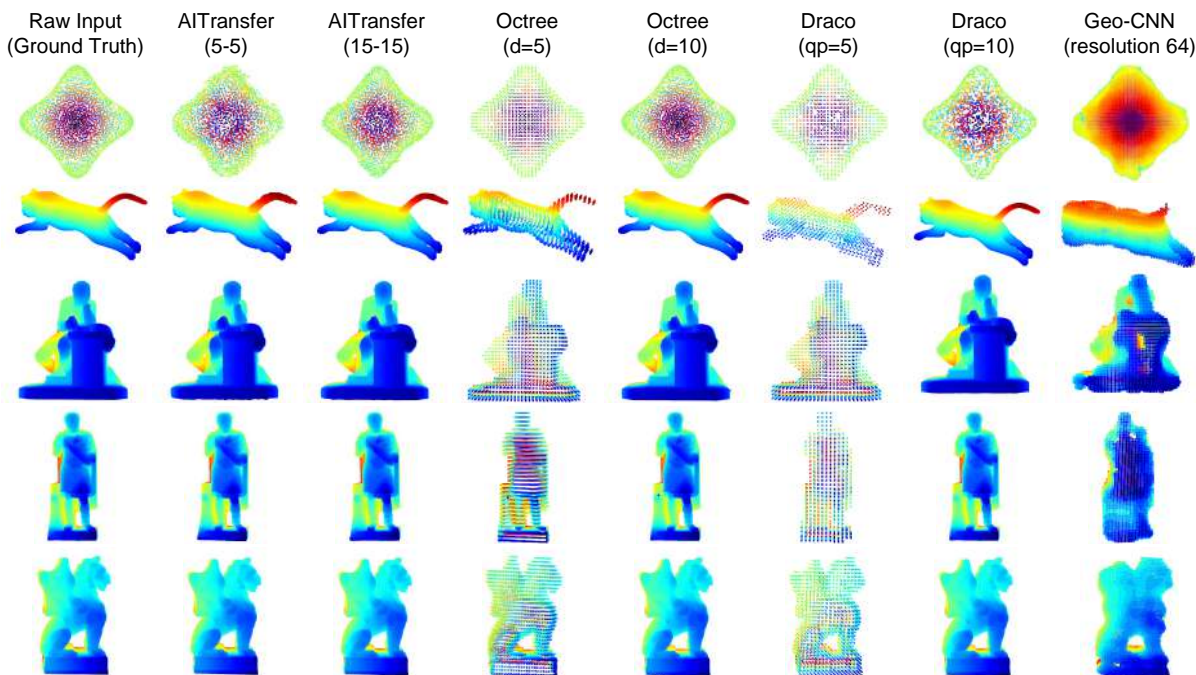 Raw Input AITransfer AITransfer Octree Octree Draco Draco Geo-CNN
(Ground Truth) (5-5) (15-15) (d=5) (d=10) (qp=5) (qp=10) (resolution 64)